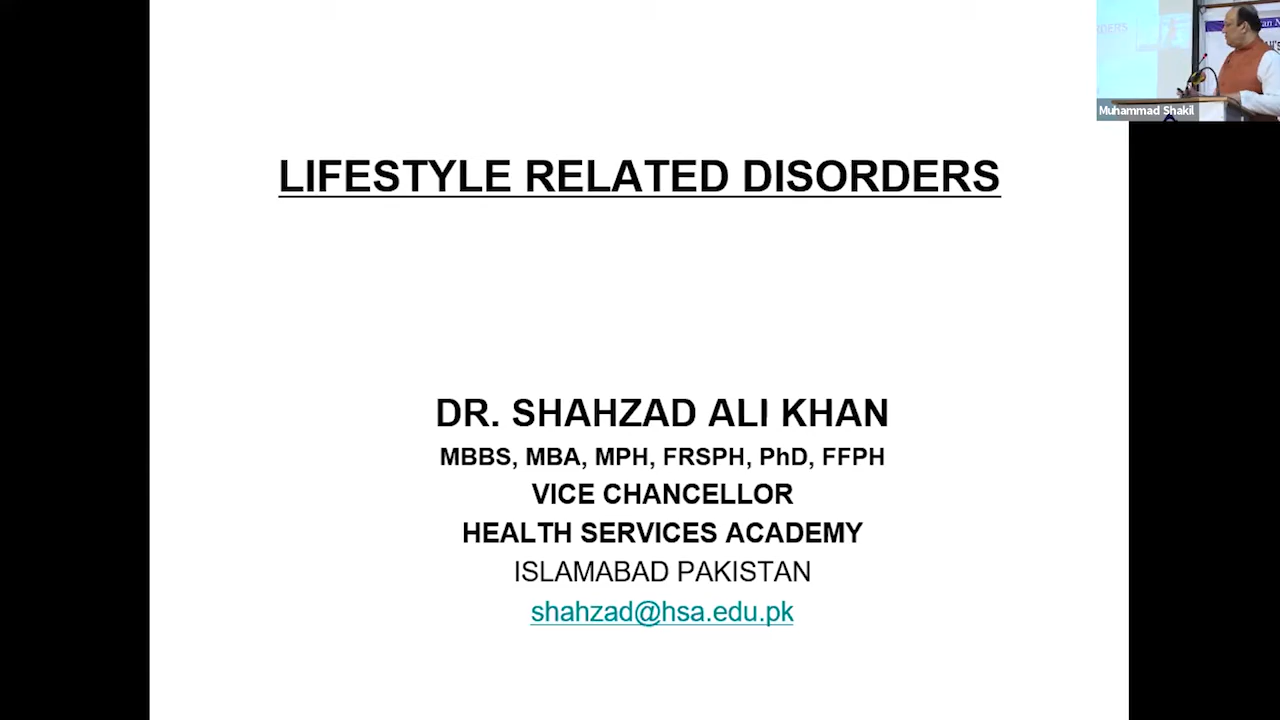 LIFESTYLE RELATED DISORDERS
DR. SHAHZAD ALI KHAN
MBBS, MBA, MPH, FRSPH, PhD, FFPH
VICE CHANCELLOR
HEALTH SERVICES ACADEMY
ISLAMABAD PAKISTAN
shahzad@hsa.edu.pk
Muhammad Shakil